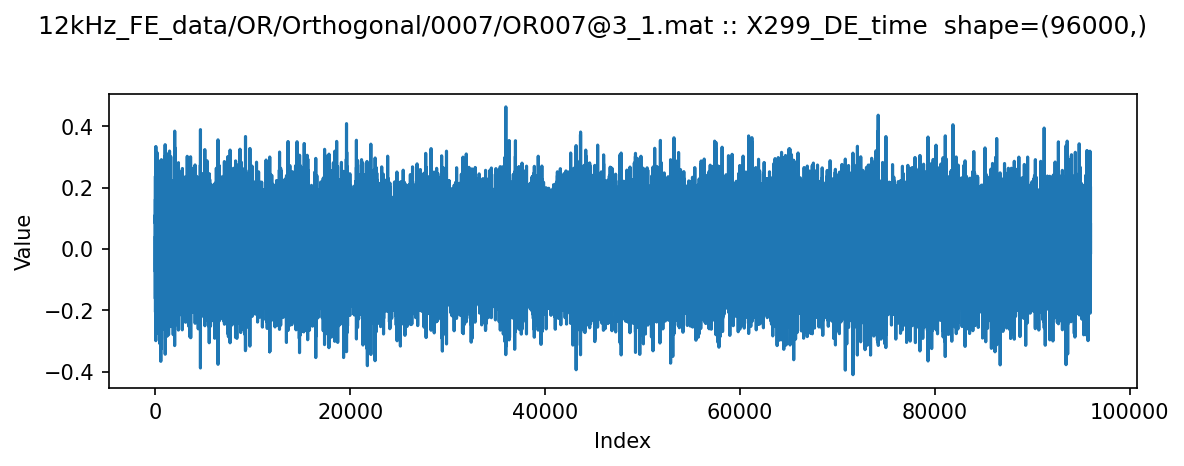 12kHz_FE_data/OR/Orthogonal/0007/OR007@3_1.mat :: X299_DE_time  shape=(96000,)
0.4
0.2
0.0
−0.2
−0.4
Value
0 20000 40000 60000 80000 100000
Index